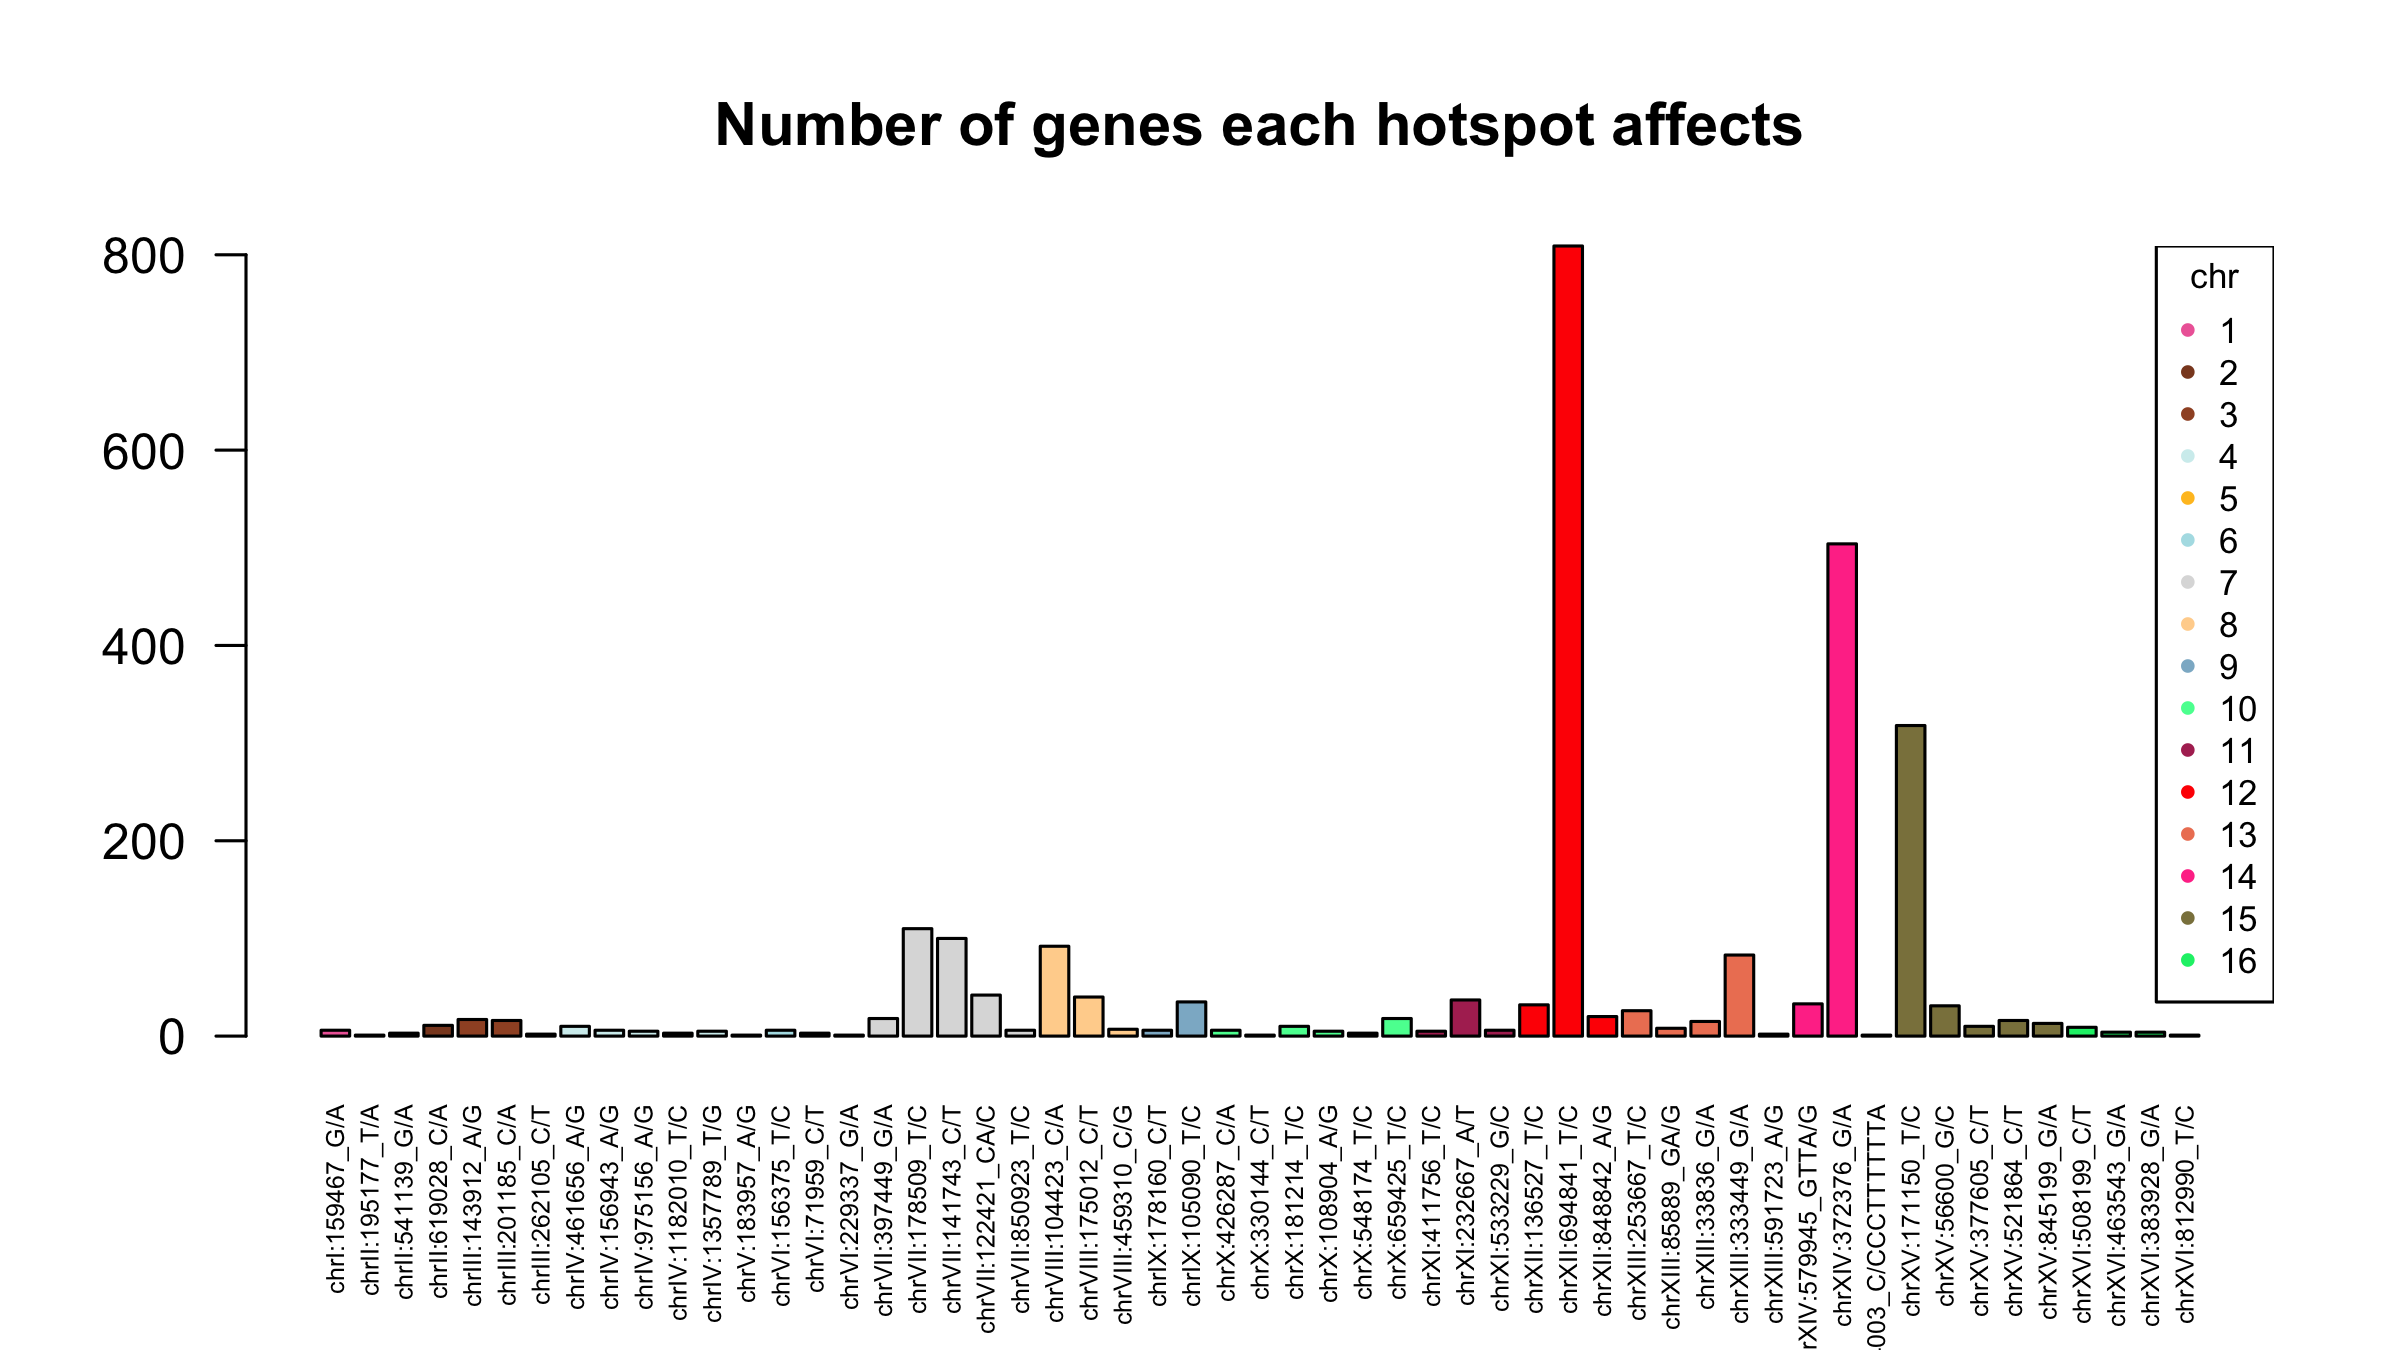 Number of genes each hotspot affects
800
600
400
200
0
chr
1
2
3
4
5
6
7
8
9
10
11
12
13
14
15
16
chrI:159467_G/A
chrII:195177_T/A
chrII:541139_G/A
chrII:619028_C/A
chrIII:143912_A/G
chrIII:201185_C/A
chrIII:262105_C/T
chrIV:461656_A/G
chrIV:156943_A/G
chrIV:975156_A/G
chrIV:1182010_T/C
chrIV:1357789_T/G
chrV:183957_A/G
chrVI:156375_T/C
chrVI:71959_C/T
chrVI:229337_G/A
chrVII:397449_G/A
chrVII:178509_T/C
chrVII:141743_C/T
chrVII:122421_CA/C
chrVII:850923_T/C
chrVIII:104423_C/A
chrVIII:175012_C/T
chrVIII:459310_C/G
chrIX:178160_C/T
chrIX:105090_T/C
chrX:426287_C/A
chrX:330144_C/T
chrX:181214_T/C
chrX:108904_A/G
chrX:548174_T/C
chrX:659425_T/C
chrXI:411756_T/C
chrXI:232667_A/T
chrXI:533229_G/C
chrXII:136527_T/C
chrXII:694841_T/C
chrXII:848842_A/G
chrXIII:253667_T/C
chrXIII:85889_GA/G
chrXIII:33836_G/A
chrXIII:333449_G/A
chrXIII:591723_A/G
rXIV:579945_GTTA/G
chrXIV:372376_G/A
003_C/CCCTTTTTA
chrXV:171150_T/C
chrXV:56600_G/C
chrXV:377605_C/T
chrXV:521864_C/T
chrXV:845199_G/A
chrXVI:508199_C/T
chrXVI:463543_G/A
chrXVI:383928_G/A
chrXVI:812990_T/C